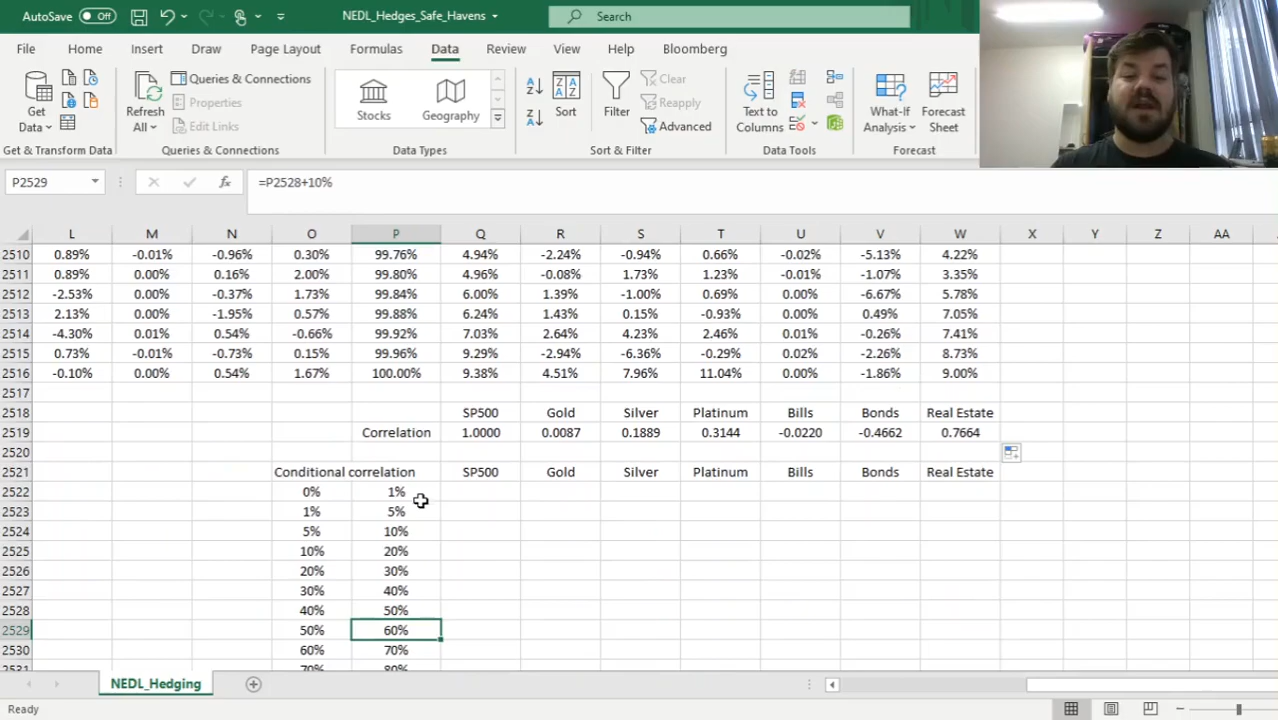 AutoSave Off NEDL_Hedges_Safe_Havens Search
File Home Insert Draw Page Layout Formulas Data Review View Help Bloomberg
Get Data Queries & Connections Properties Edit Links Refresh All Stocks Geography Sort Filter Clear Reapply Advanced Text to Columns What-If Analysis Forecast Sheet
Get & Transform Data Queries & Connections Data Types Sort & Filter Data Tools Forecast
P2529 fx =P2528+10%
L M N O P Q R S T U V W X Y Z AA
2510 0.89% -0.01% -0.96% 0.30% 99.76% 4.94% -2.24% -0.94% 0.66% -0.02% -5.13% 4.22%
2511 0.89% 0.00% 0.16% 2.00% 99.80% 4.96% -0.08% 1.73% 1.23% -0.01% -1.07% 3.35%
2512 -2.53% 0.00% -0.37% 1.73% 99.84% 6.00% 1.39% -1.00% 0.69% 0.00% -6.67% 5.78%
2513 2.13% 0.00% -1.95% 0.57% 99.88% 6.24% 1.43% 0.15% -0.93% 0.00% 0.49% 7.05%
2514 -4.30% 0.01% 0.54% -0.66% 99.92% 7.03% 2.64% 4.23% 2.46% 0.01% -0.26% 7.41%
2515 0.73% -0.01% -0.73% 0.15% 99.96% 9.29% -2.94% -6.36% -0.29% 0.02% -2.26% 8.73%
2516 -0.10% 0.00% 0.54% 1.67% 100.00% 9.38% 4.51% 7.96% 11.04% 0.00% -1.86% 9.00%
2517
2518 SP500 Gold Silver Platinum Bills Bonds Real Estate
2519 Correlation 1.0000 0.0087 0.1889 0.3144 -0.0220 -0.4662 0.7664
2520
2521 Conditional correlation SP500 Gold Silver Platinum Bills Bonds Real Estate
2522 0% 1%
2523 1% 5%
2524 5% 10%
2525 10% 20%
2526 20% 30%
2527 30% 40%
2528 40% 50%
2529 50% 60%
2530 60% 70%
2531 70% 80%
NEDL_Hedging
Ready